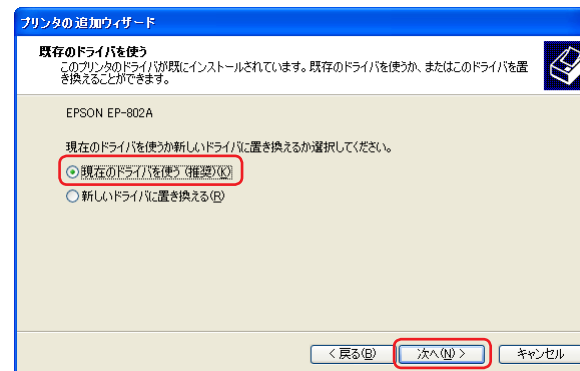 プリンタの追加ウィザード
既存のドライバを使う
このプリンタのドライバが既にインストールされています。既存のドライバを使うか、またはこのドライバを置
き換えることができます。
EPSON EP-802A
現在のドライバを使うか新しいドライバに置き換えるか選択してください。
現在のドライバを使う (推奨)(K)
新しいドライバに置き換える(R)
< 戻る(B) 次へ(N) > キャンセル